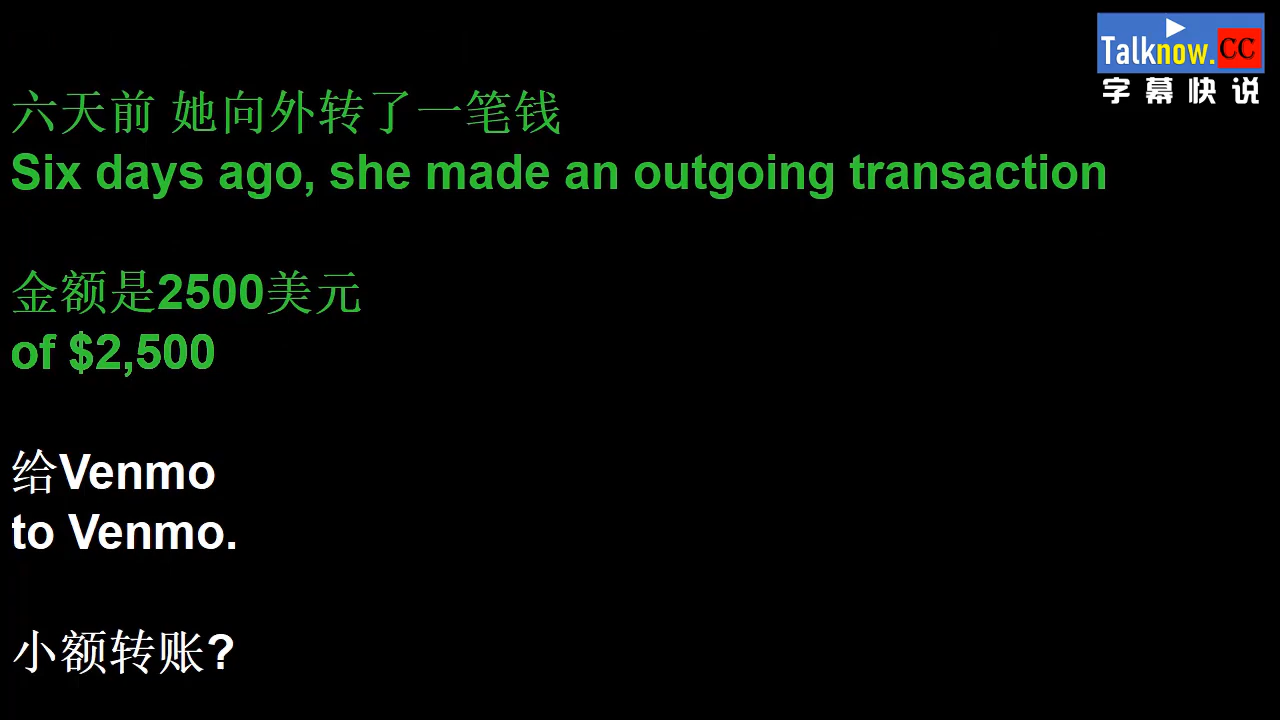 Talknow.CC
字幕快说
六天前 她向外转了一笔钱
Six days ago, she made an outgoing transaction
金额是2500美元
of $2,500
给Venmo
to Venmo.
小额转账?